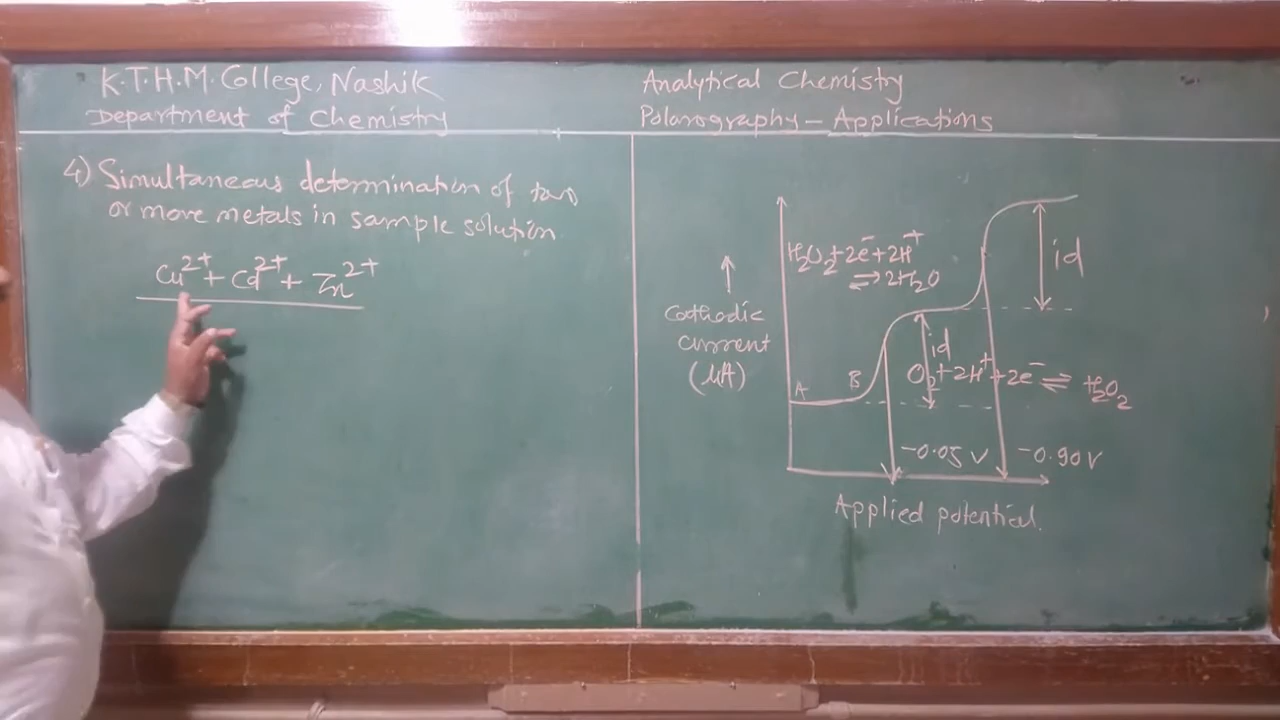 K.T.H.M. College, Nashik
Department of Chemistry
Analytical Chemistry
Polarography – Applications
4) Simultaneous determination of two
or more metals in sample solution
Cu²⁺ + Cd²⁺ + Zn²⁺
H₂O₂ + 2e⁻ + 2H⁺
⇌ 2H₂O
id
Cathodic
current
(μA)
id
A
B
O₂ + 2H⁺ + 2e⁻ ⇌ H₂O₂
-0.05 V
-0.90 V
Applied potential.